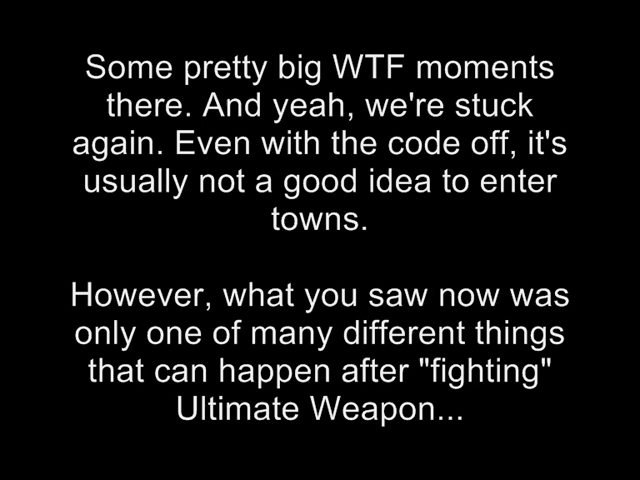 Some pretty big WTF moments
there. And yeah, we're stuck
again. Even with the code off, it's
usually not a good idea to enter
towns.
However, what you saw now was
only one of many different things
that can happen after "fighting"
Ultimate Weapon...